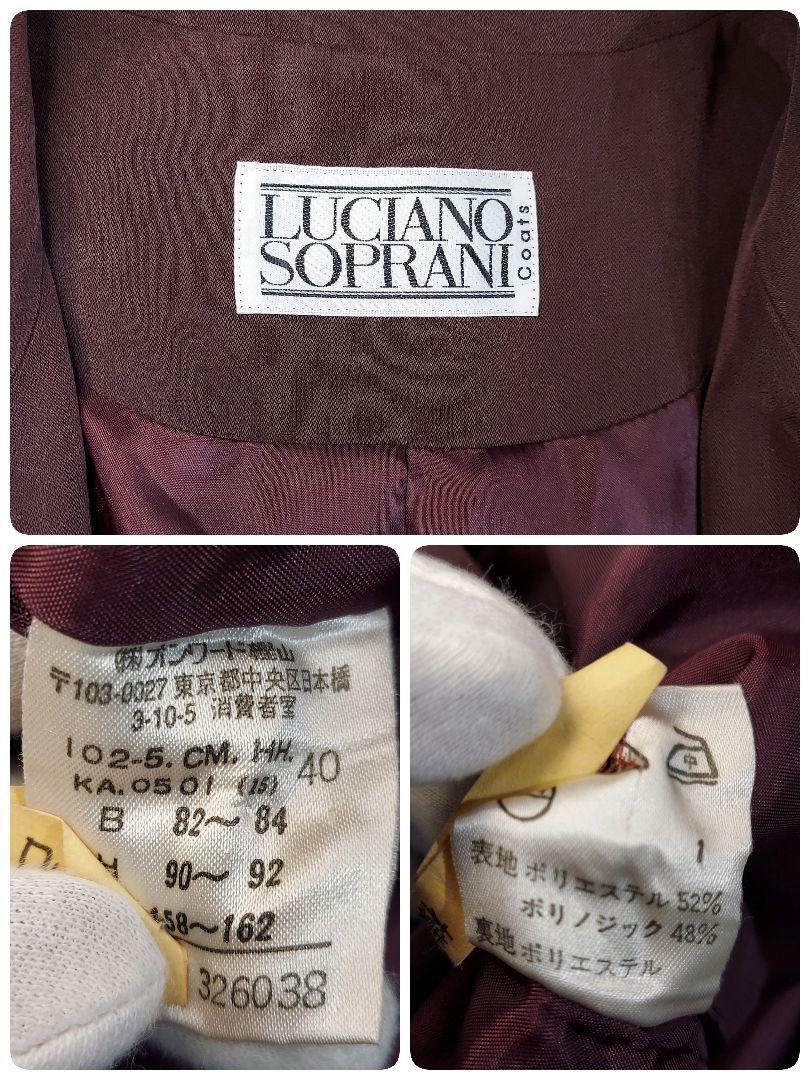 LUCIANO
SOPRANI
Coats
(株)オンワード樫山
〒103-0027 東京都中央区日本橋
3-10-5 消費者室
102-5. CM. HH. 40
KA.0501 (15)
B 82〜84
H 90〜92
158〜162
326038
中
1
表地 ポリエステル 52%
ポリノジック 48%
裏地 ポリエステル